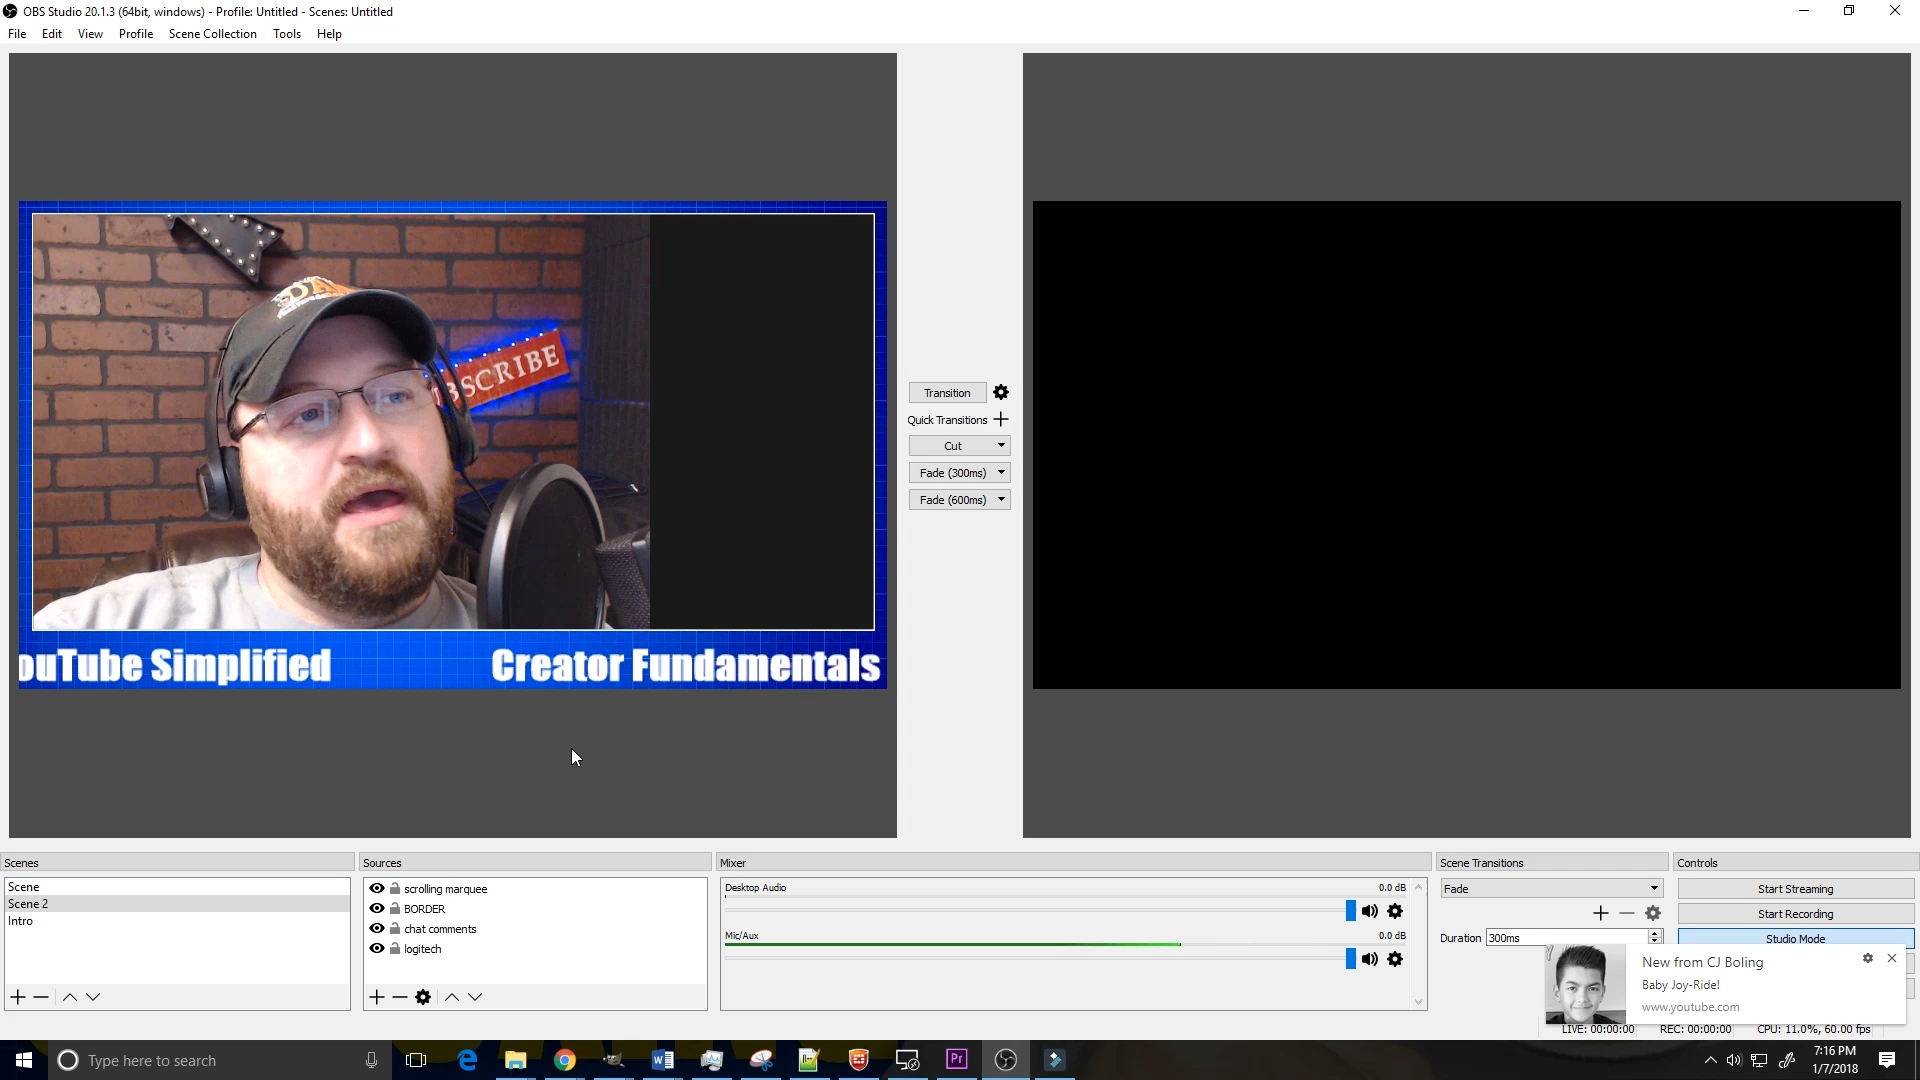 OBS Studio 20.1.3 (64bit, windows) - Profile: Untitled - Scenes: Untitled
File Edit View Profile Scene Collection Tools Help
BSCRIBE
Transition
Quick Transitions
Cut
Fade (300ms)
Fade (600ms)
ouTube Simplified Creator Fundamentals
Scenes
Scene
Scene 2
Intro
Sources
scrolling marquee
BORDER
chat comments
logitech
Mixer
Desktop Audio 0.0 dB
Mic/Aux 0.0 dB
Scene Transitions
Fade
Duration 300ms
Controls
Start Streaming
Start Recording
Studio Mode
New from CJ Boling
Baby Joy-Ride!
www.youtube.com
LIVE: 00:00:00 REC: 00:00:00 CPU: 11.0%, 60.00 fps
Type here to search
Pr
7:16 PM
1/7/2018